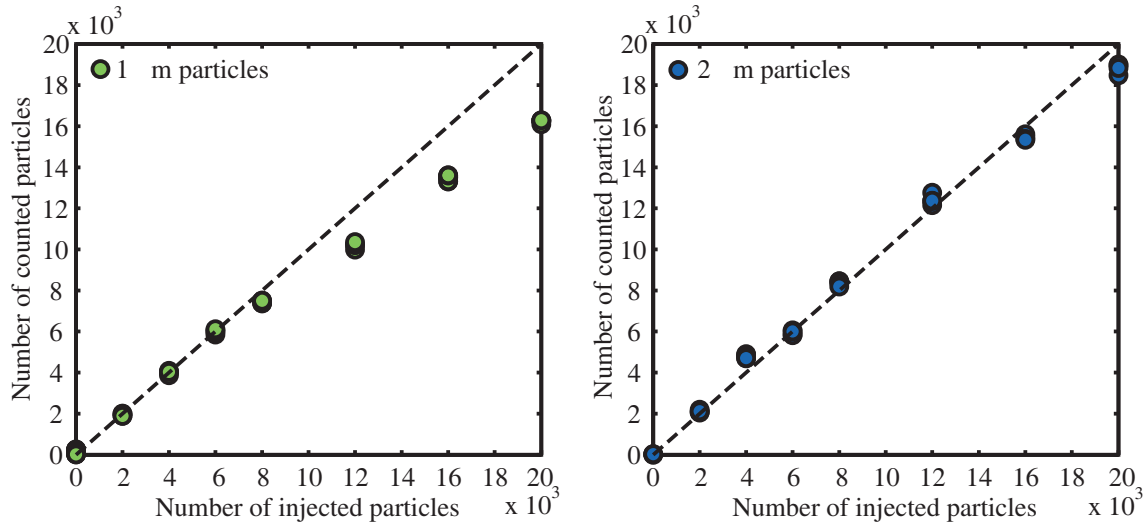 x 10³
20
18
16
14
12
10
8
6
4
2
0
Number of counted particles
1 m particles
0 2 4 6 8 10 12 14 16 18 20
Number of injected particles x 10³
x 10³
20
18
16
14
12
10
8
6
4
2
0
Number of counted particles
2 m particles
0 2 4 6 8 10 12 14 16 18 20
Number of injected particles x 10³